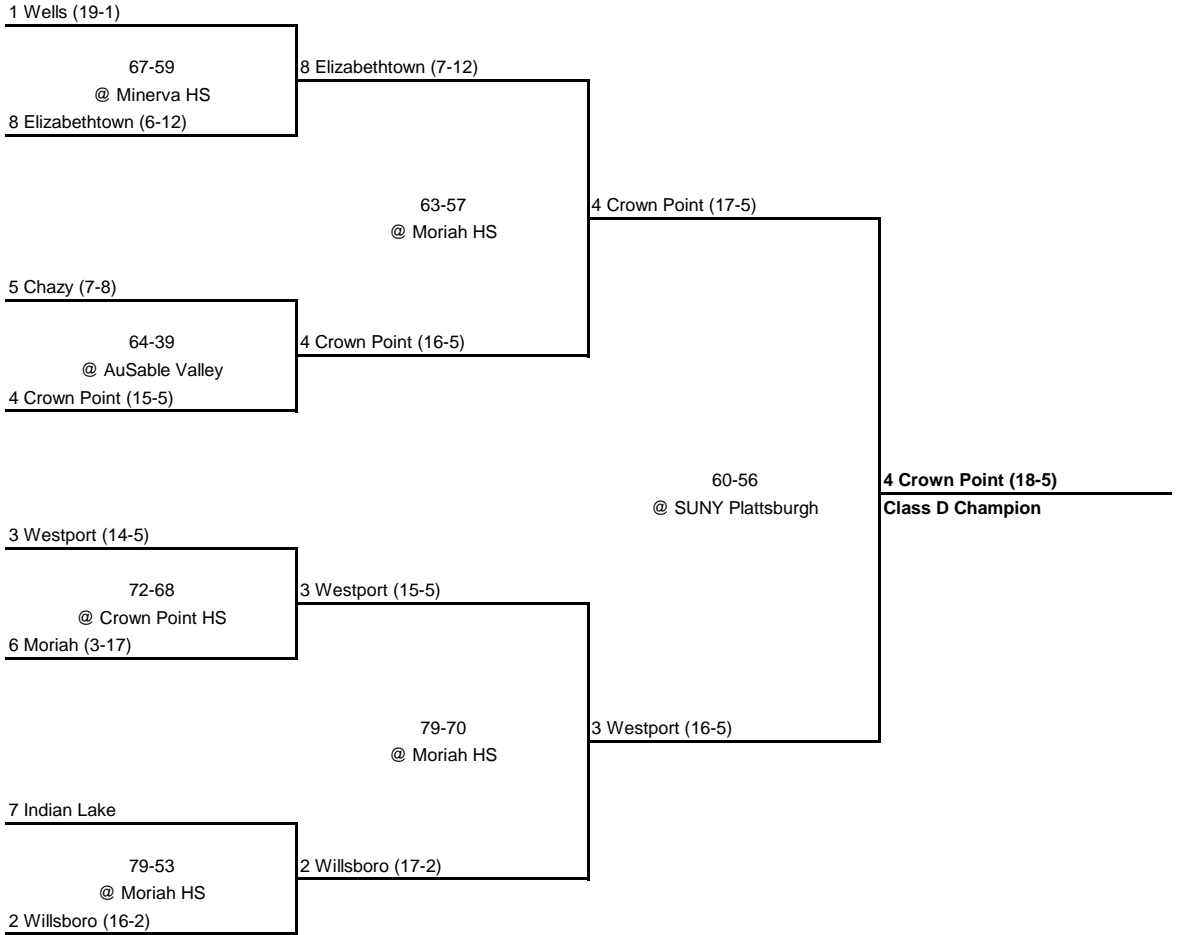 1 Wells (19-1)
67-59
@ Minerva HS
8 Elizabethtown (6-12)
8 Elizabethtown (7-12)
63-57
@ Moriah HS
5 Chazy (7-8)
64-39
@ AuSable Valley
4 Crown Point (15-5)
4 Crown Point (16-5)
4 Crown Point (17-5)
60-56
@ SUNY Plattsburgh
4 Crown Point (18-5)
Class D Champion
3 Westport (14-5)
72-68
@ Crown Point HS
6 Moriah (3-17)
3 Westport (15-5)
79-70
@ Moriah HS
3 Westport (16-5)
7 Indian Lake
79-53
@ Moriah HS
2 Willsboro (16-2)
2 Willsboro (17-2)